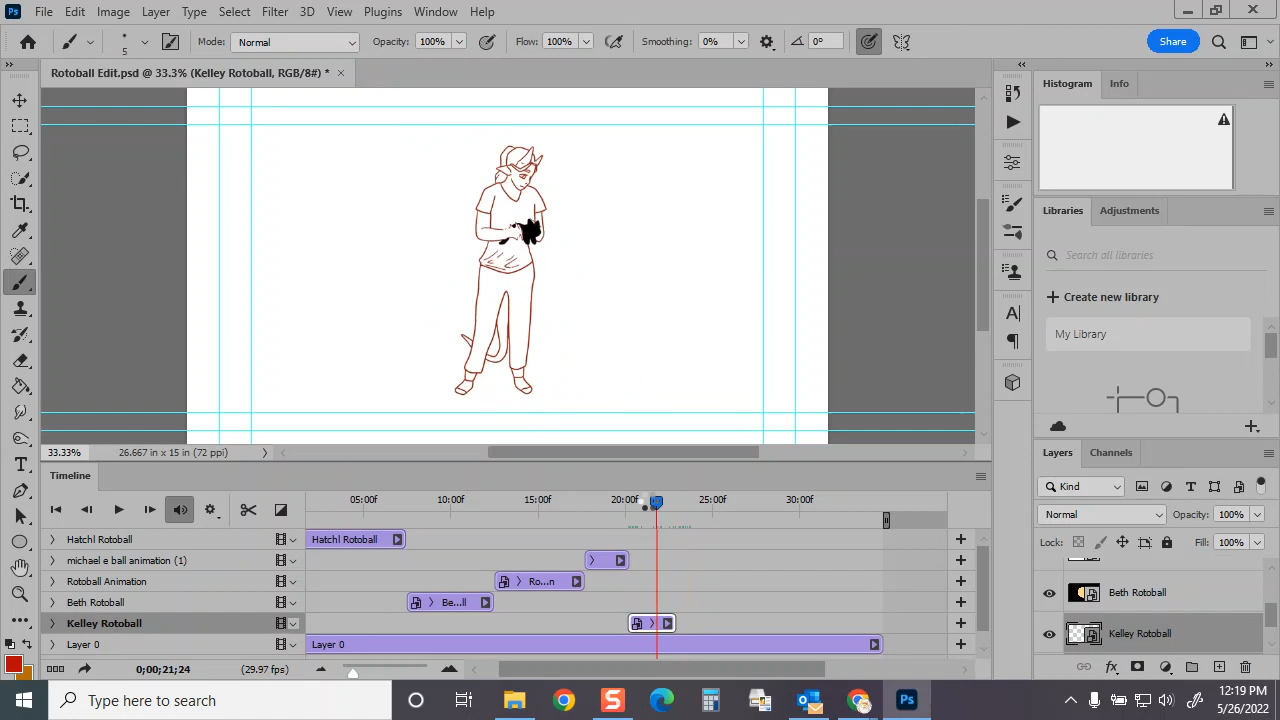 Ps File Edit Image Layer Type Select Filter 3D View Plugins Window Help
5 Mode: Normal Opacity: 100% Flow: 100% Smoothing: 0% 0° Share
Rotoball Edit.psd @ 33.3% (Kelley Rotoball, RGB/8#) *
Histogram Info
Libraries Adjustments
Search all libraries
Create new library
My Library
33.33% 26.667 in x 15 in (72 ppi)
Layers Channels
Timeline
Kind
05:00f 10:00f 15:00f 20:00f 25:00f 30:00f
Normal Opacity: 100%
Hatchl Rotoball Hatchl Rotoball
Lock: Fill: 100%
michael e ball animation (1)
Rotoball Animation Ro...n
Beth Rotoball Be...ll
Beth Rotoball
Kelley Rotoball
Kelley Rotoball
Layer 0 Layer 0
0;00;21;24 (29.97 fps)
Type here to search
S
Ps
12:19 PM
5/26/2022